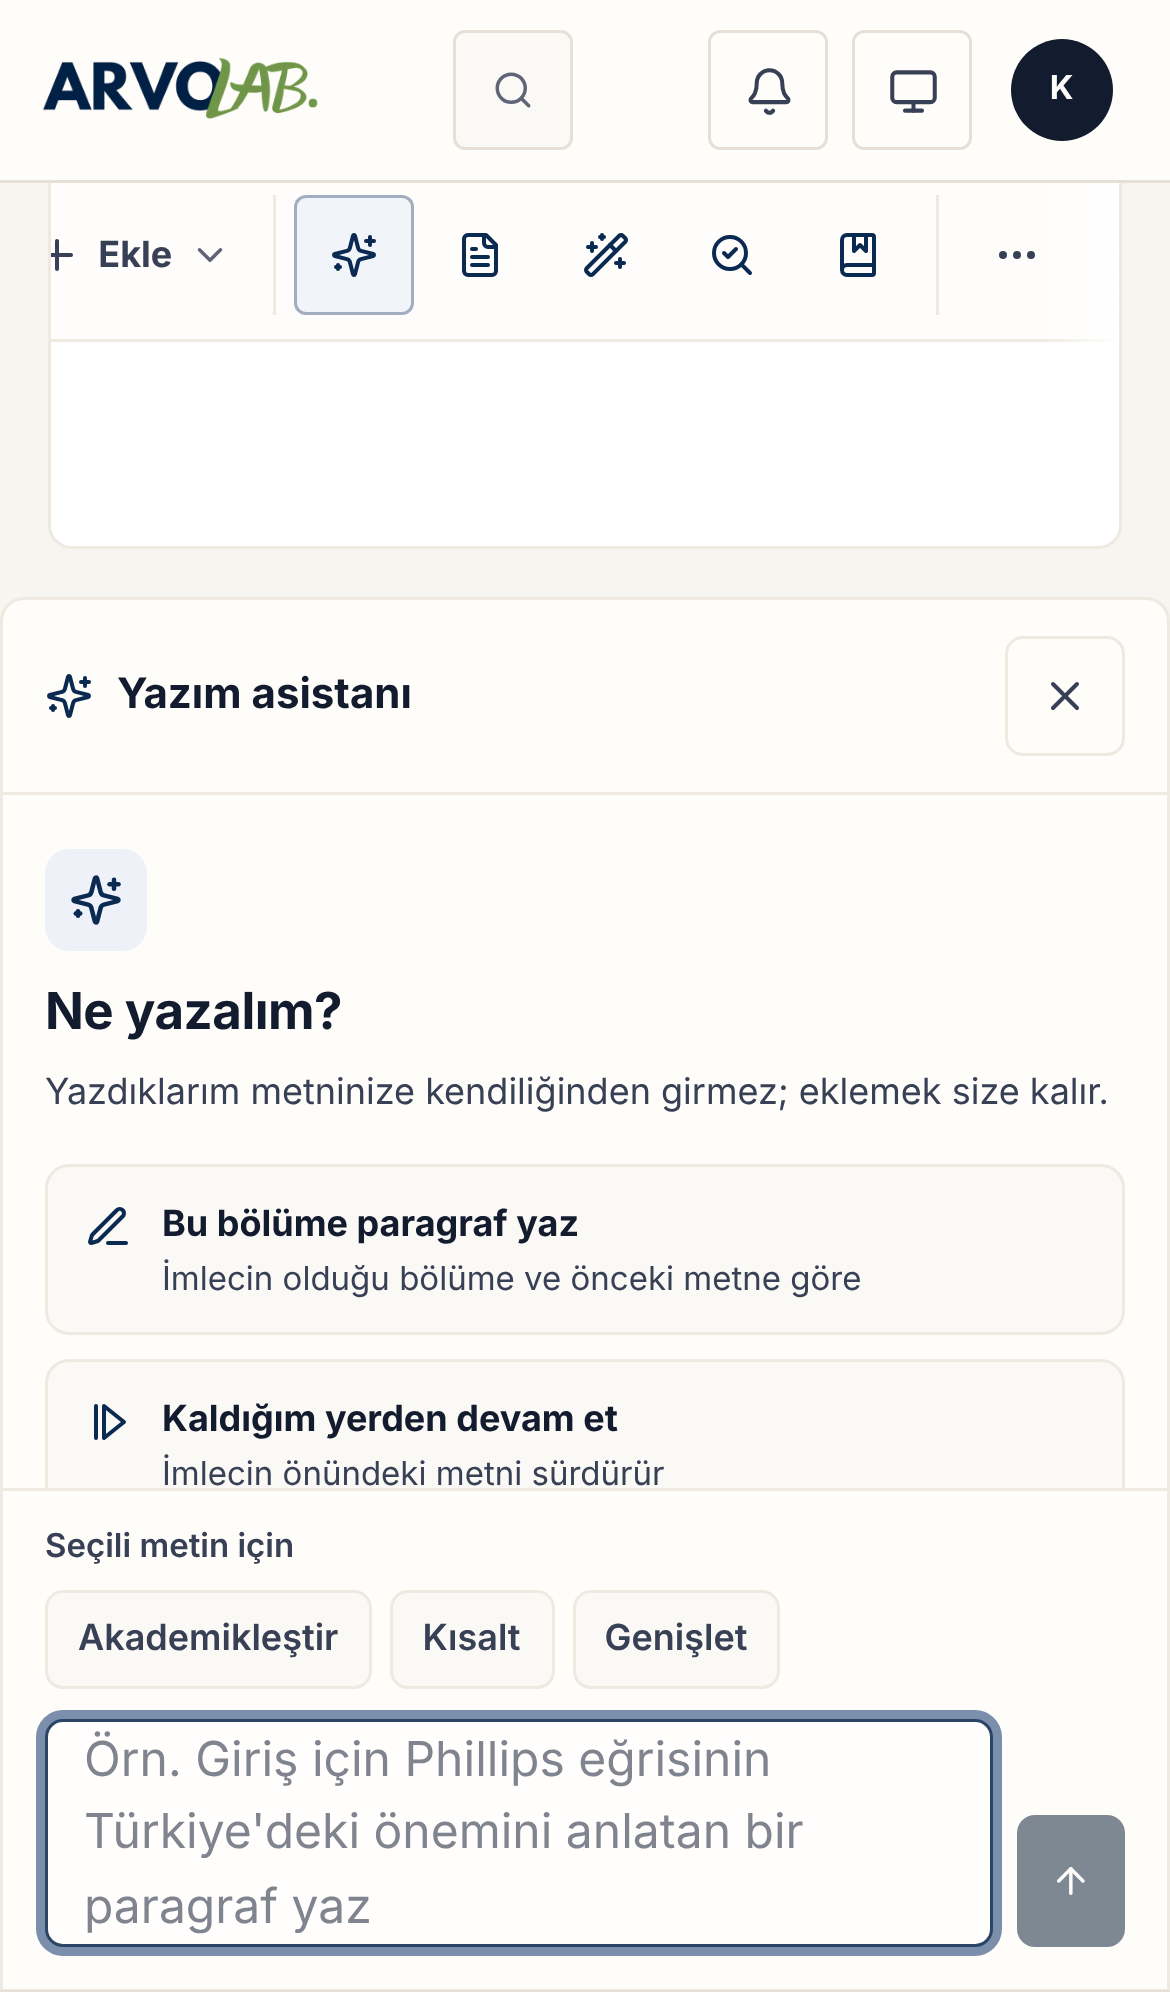 ARVOLAB.
K
Ekle
Yazım asistanı
Ne yazalım?
Yazdıklarım metninize kendiliğinden girmez; eklemek size kalır.
Bu bölüme paragraf yaz
İmlecin olduğu bölüme ve önceki metne göre
Kaldığım yerden devam et
İmlecin önündeki metni sürdürür
Seçili metin için
Akademikleştir Kısalt Genişlet
Örn. Giriş için Phillips eğrisinin
Türkiye'deki önemini anlatan bir
paragraf yaz